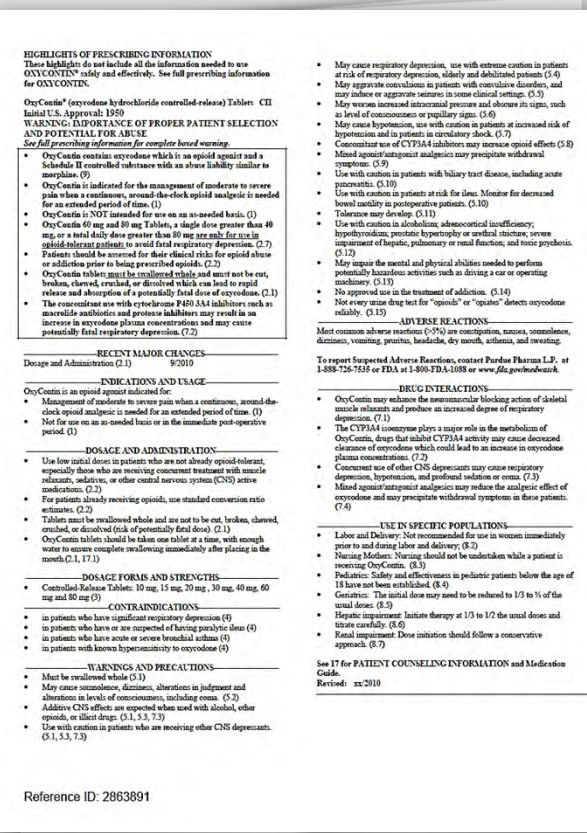 HIGHLIGHTS OF PRESCRIBING INFORMATION
These highlights do not include all the information needed to use
OXYCONTIN® safely and effectively. See full prescribing information
for OXYCONTIN.
OxyContin® (oxycodone hydrochloride controlled-release) Tablets CII
Initial U.S. Approval: 1950
WARNING: IMPORTANCE OF PROPER PATIENT SELECTION
AND POTENTIAL FOR ABUSE
See full prescribing information for complete boxed warning.
• OxyContin contains oxycodone which is an opioid agonist and a
Schedule II controlled substance with an abuse liability similar to
morphine. (9)
• OxyContin is indicated for the management of moderate to severe
pain when a continuous, around-the-clock opioid analgesic is needed
for an extended period of time. (1)
• OxyContin is NOT intended for use on an as-needed basis. (1)
• OxyContin 60 mg and 80 mg Tablets, a single dose greater than 40
mg, or a total daily dose greater than 80 mg are only for use in
opioid-tolerant patients to avoid fatal respiratory depression. (2.7)
• Patients should be assessed for their clinical risks for opioid abuse
or addiction prior to being prescribed opioids. (2.2)
• OxyContin tablets must be swallowed whole and must not be cut,
broken, chewed, crushed, or dissolved which can lead to rapid
release and absorption of a potentially fatal dose of oxycodone. (2.1)
• The concomitant use with cytochrome P450 3A4 inhibitors such as
macrolide antibiotics and protease inhibitors may result in an
increase in oxycodone plasma concentrations and may cause
potentially fatal respiratory depression. (7.2)
RECENT MAJOR CHANGES
Dosage and Administration (2.1) 9/2010
INDICATIONS AND USAGE
OxyContin is an opioid agonist indicated for:
• Management of moderate to severe pain when a continuous, around-the-
clock opioid analgesic is needed for an extended period of time. (1)
• Not for use on an as-needed basis or in the immediate post-operative
period. (1)
DOSAGE AND ADMINISTRATION
• Use low initial doses in patients who are not already opioid-tolerant,
especially those who are receiving concurrent treatment with muscle
relaxants, sedatives, or other central nervous system (CNS) active
medications. (2.2)
• For patients already receiving opioids, use standard conversion ratio
estimates. (2.2)
• Tablets must be swallowed whole and are not to be cut, broken, chewed,
crushed, or dissolved (risk of potentially fatal dose). (2.1)
• OxyContin tablets should be taken one tablet at a time, with enough
water to ensure complete swallowing immediately after placing in the
mouth.(2.1, 17.1)
DOSAGE FORMS AND STRENGTHS
• Controlled-Release Tablets: 10 mg, 15 mg, 20 mg , 30 mg, 40 mg, 60
mg and 80 mg (3)
CONTRAINDICATIONS
• in patients who have significant respiratory depression (4)
• in patients who have or are suspected of having paralytic ileus (4)
• in patients who have acute or severe bronchial asthma (4)
• in patients with known hypersensitivity to oxycodone (4)
WARNINGS AND PRECAUTIONS
• Must be swallowed whole (5.1)
• May cause somnolence, dizziness, alterations in judgment and
alterations in levels of consciousness, including coma. (5.2)
• Additive CNS effects are expected when used with alcohol, other
opioids, or illicit drugs. (5.1, 5.3, 7.3)
• Use with caution in patients who are receiving other CNS depressants.
(5.1, 5.3, 7.3)
• May cause respiratory depression, use with extreme caution in patients
at risk of respiratory depression, elderly and debilitated patients (5.4)
• May aggravate convulsions in patients with convulsive disorders, and
may induce or aggravate seizures in some clinical settings. (5.5)
• May worsen increased intracranial pressure and obscure its signs, such
as level of consciousness or pupillary signs. (5.6)
• May cause hypotension, use with caution in patients at increased risk of
hypotension and in patients in circulatory shock. (5.7)
• Concomitant use of CYP3A4 inhibitors may increase opioid effects (5.8)
• Mixed agonist/antagonist analgesics may precipitate withdrawal
symptoms. (5.9)
• Use with caution in patients with biliary tract disease, including acute
pancreatitis. (5.10)
• Use with caution in patients at risk for ileus. Monitor for decreased
bowel motility in postoperative patients. (5.10)
• Tolerance may develop. (5.11)
• Use with caution in alcoholism; adrenocortical insufficiency;
hypothyroidism; prostatic hypertrophy or urethral stricture; severe
impairment of hepatic, pulmonary or renal function; and toxic psychosis.
(5.12)
• May impair the mental and physical abilities needed to perform
potentially hazardous activities such as driving a car or operating
machinery. (5.13)
• No approved use in the treatment of addiction. (5.14)
• Not every urine drug test for “opioids” or “opiates” detects oxycodone
reliably. (5.15)
ADVERSE REACTIONS
Most common adverse reactions (>5%) are constipation, nausea, somnolence,
dizziness, vomiting, pruritus, headache, dry mouth, asthenia, and sweating.
To report Suspected Adverse Reactions, contact Purdue Pharma L.P. at
1-888-726-7535 or FDA at 1-800-FDA-1088 or www.fda.gov/medwatch.
DRUG INTERACTIONS
• OxyContin may enhance the neuromuscular blocking action of skeletal
muscle relaxants and produce an increased degree of respiratory
depression. (7.1)
• The CYP3A4 isoenzyme plays a major role in the metabolism of
OxyContin, drugs that inhibit CYP3A4 activity may cause decreased
clearance of oxycodone which could lead to an increase in oxycodone
plasma concentrations. (7.2)
• Concurrent use of other CNS depressants may cause respiratory
depression, hypotension, and profound sedation or coma. (7.3)
• Mixed agonist/antagonist analgesics may reduce the analgesic effect of
oxycodone and may precipitate withdrawal symptoms in these patients.
(7.4)
USE IN SPECIFIC POPULATIONS
• Labor and Delivery: Not recommended for use in women immediately
prior to and during labor and delivery; (8.2)
• Nursing Mothers: Nursing should not be undertaken while a patient is
receiving OxyContin. (8.3)
• Pediatrics: Safety and effectiveness in pediatric patients below the age of
18 have not been established. (8.4)
• Geriatrics: The initial dose may need to be reduced to 1/3 to ½ of the
usual doses. (8.5)
• Hepatic impairment: Initiate therapy at 1/3 to 1/2 the usual doses and
titrate carefully. (8.6)
• Renal impairment: Dose initiation should follow a conservative
approach. (8.7)
See 17 for PATIENT COUNSELING INFORMATION and Medication
Guide.
Revised: xx/2010
Reference ID: 2863891